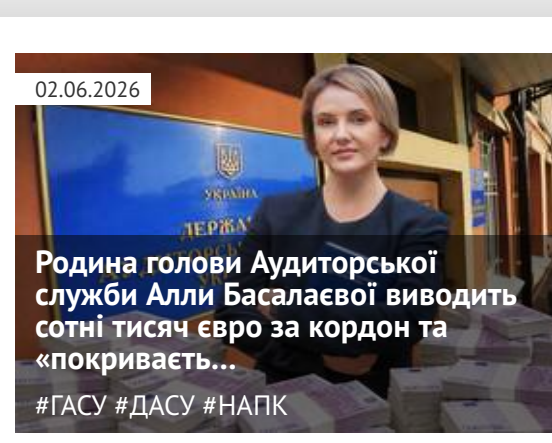 02.06.2026
УКРАЇНА
ДЕРЖА
Родина голови Аудиторської
служби Алли Басалаєвої виводить
сотні тисяч євро за кордон та
«покриваєть...
#ГАСУ #ДАСУ #НАПК